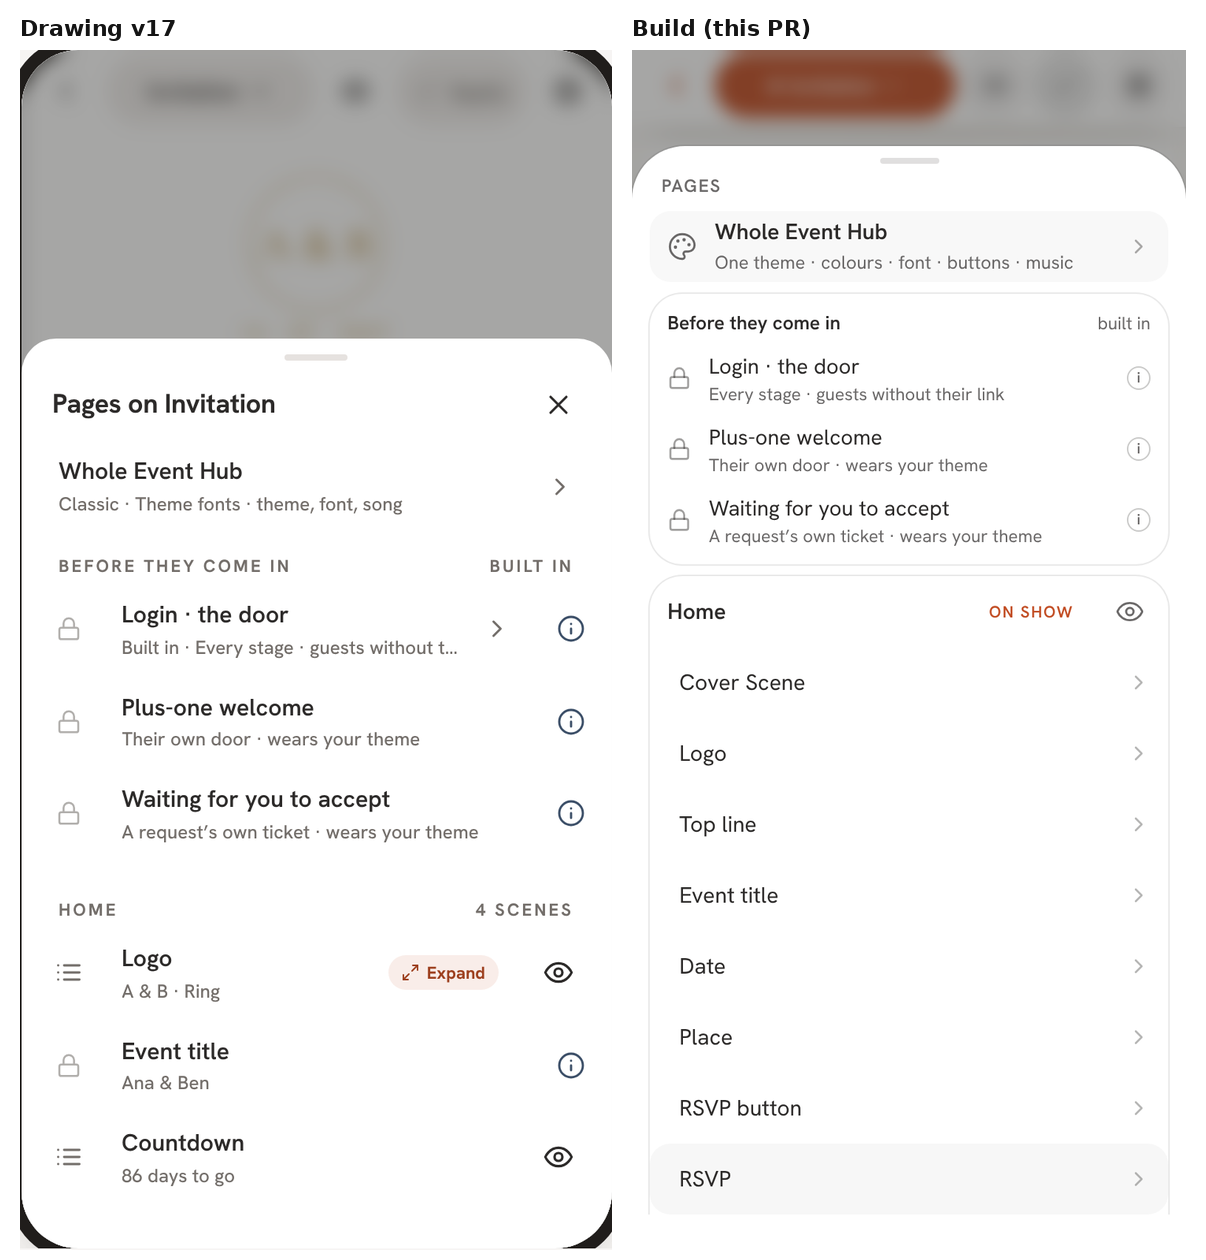 Drawing v17
Pages on Invitation
Whole Event Hub
Classic · Theme fonts · theme, font, song
BEFORE THEY COME IN BUILT IN
Login · the door
Built in · Every stage · guests without t...
Plus-one welcome
Their own door · wears your theme
Waiting for you to accept
A request’s own ticket · wears your theme
HOME 4 SCENES
Logo
Expand
A & B · Ring
Event title
Ana & Ben
Countdown
86 days to go
Build (this PR)
PAGES
Whole Event Hub
One theme · colours · font · buttons · music
Before they come in built in
Login · the door
Every stage · guests without their link
Plus-one welcome
Their own door · wears your theme
Waiting for you to accept
A request’s own ticket · wears your theme
Home ON SHOW
Cover Scene
Logo
Top line
Event title
Date
Place
RSVP button
RSVP